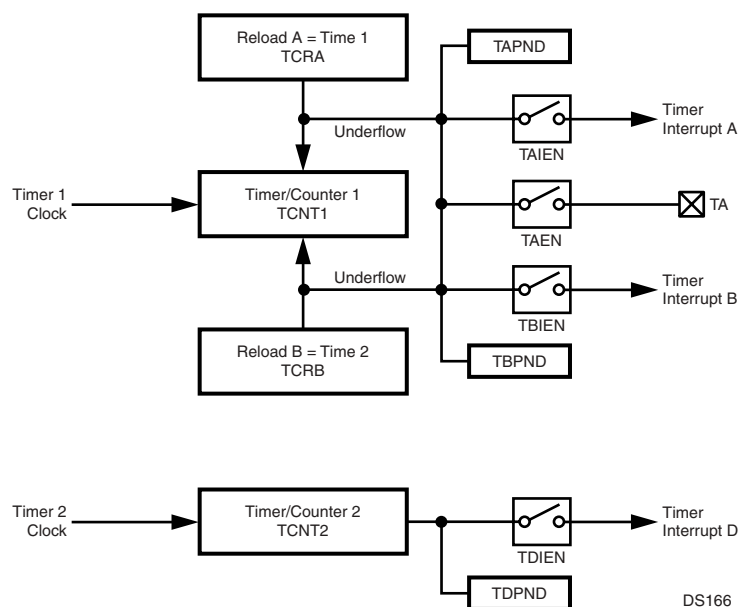 Reload A = Time 1
TCRA
TAPND
Timer
Interrupt A
Underflow
TAIEN
Timer 1
Clock
Timer/Counter 1
TCNT1
TA
TAEN
Underflow
Timer
Interrupt B
TBIEN
Reload B = Time 2
TCRB
TBPND
Timer 2
Clock
Timer/Counter 2
TCNT2
Timer
Interrupt D
TDIEN
TDPND
DS166